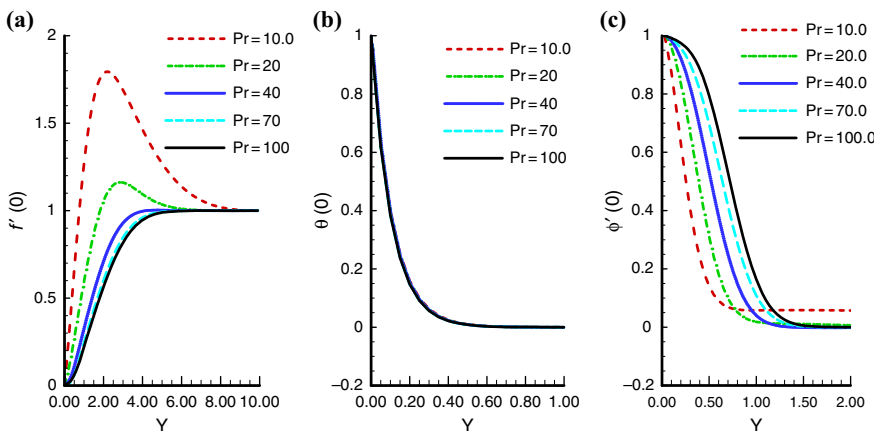 (a)
2
1.5
1
0.5
0
0.00 2.00 4.00 6.00 8.00 10.00
f′ (0)
Y
Pr = 10.0
Pr = 20
Pr = 40
Pr = 70
Pr = 100
(b)
1
0.8
0.6
0.4
0.2
0
−0.2
0.00 0.20 0.40 0.60 0.80 1.00
θ (0)
Y
Pr = 10.0
Pr = 20
Pr = 40
Pr = 70
Pr = 100
(c)
1
0.8
0.6
0.4
0.2
0
−0.2
0.00 0.50 1.00 1.50 2.00
ϕ′ (0)
Y
Pr = 10.0
Pr = 20.0
Pr = 40.0
Pr = 70.0
Pr = 100.0